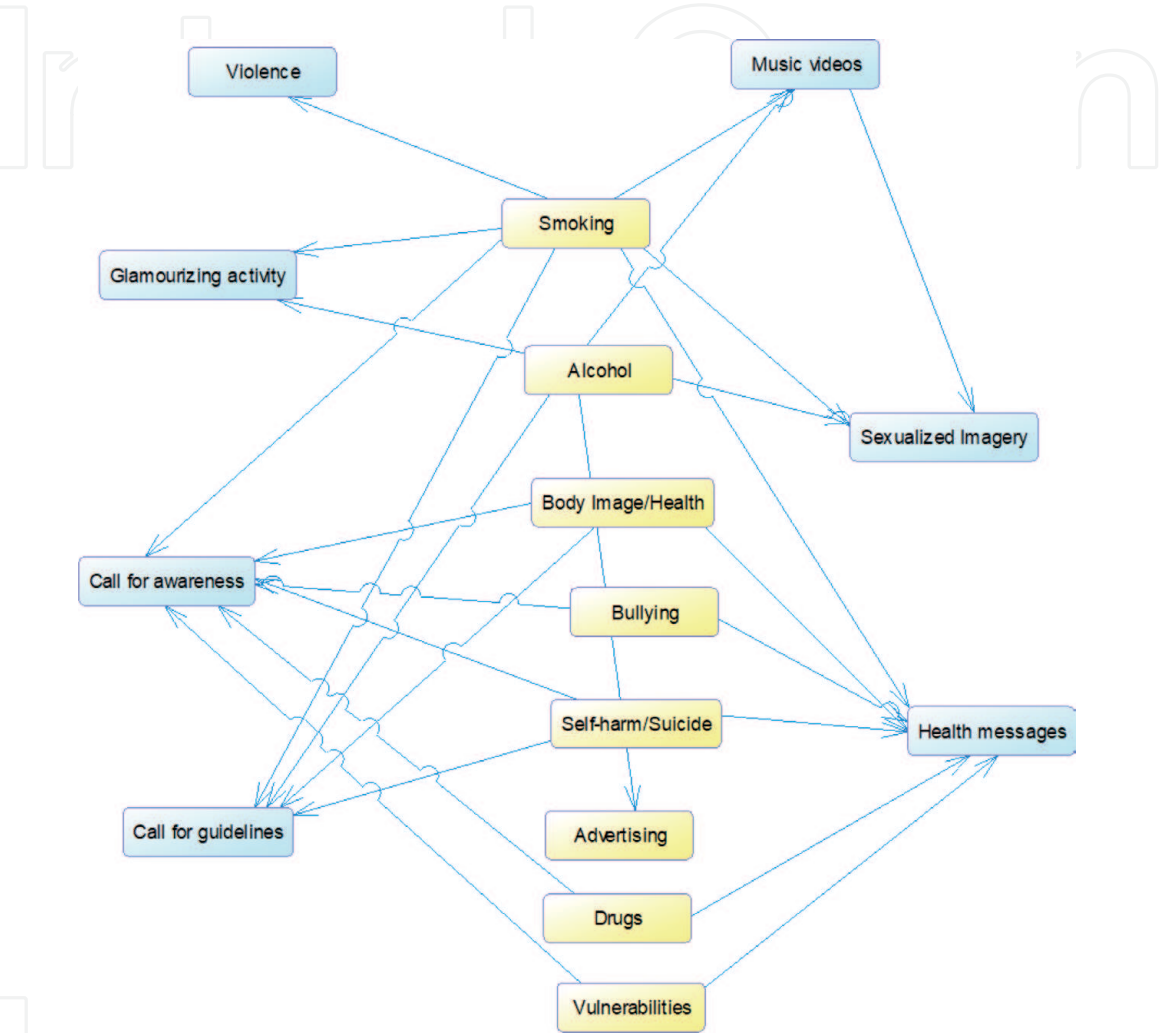 Violence
Music videos
Smoking
Glamourizing activity
Alcohol
Sexualized Imagery
Body Image/Health
Call for awareness
Bullying
Self-harm/Suicide
Health messages
Call for guidelines
Advertising
Drugs
Vulnerabilities